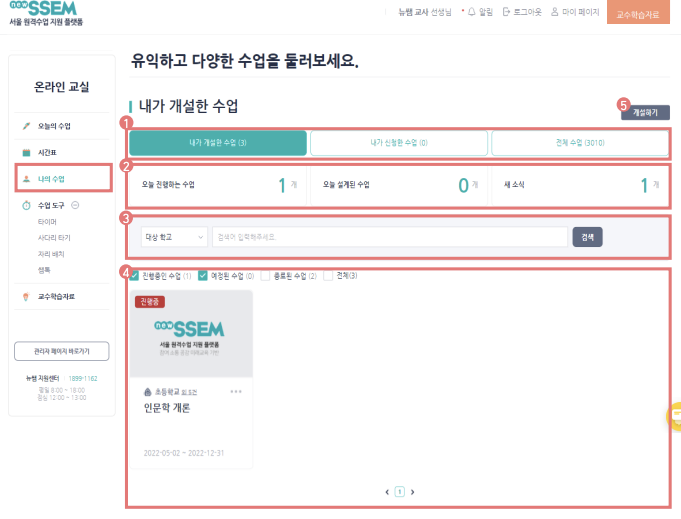 newSSEM
서울 원격수업 지원 플랫폼
뉴쌤 교사 선생님 알림 로그아웃 마이 페이지 교수학습자료
온라인 교실
오늘의 수업
시간표
나의 수업
수업 도구
타이머
사다리 타기
자리 배치
쌤톡
교수학습자료
관리자 페이지 바로가기
뉴쌤 지원센터 1899-1162
평일 8:00 ~ 18:00
점심 12:00 ~ 13:00
유익하고 다양한 수업을 둘러보세요.
내가 개설한 수업
5 개설하기
1
내가 개설한 수업 (3) 내가 신청한 수업 (0) 전체 수업 (3010)
2
오늘 진행하는 수업 1 개 오늘 설계된 수업 0 개 새 소식 1 개
3
대상 학교 검색어 입력해주세요. 검색
4
진행중인 수업 (1) 예정된 수업 (0) 종료된 수업 (2) 전체(3)
진행중
newSSEM
서울 원격수업 지원 플랫폼
초등학교 외 5건
인문학 개론
2022-05-02 ~ 2022-12-31
1